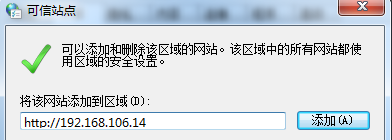 可信站点
可以添加和删除该区域的网站。该区域中的所有网站都使
用区域的安全设置。
将该网站添加到区域(D):
http://192.168.106.14
添加(A)